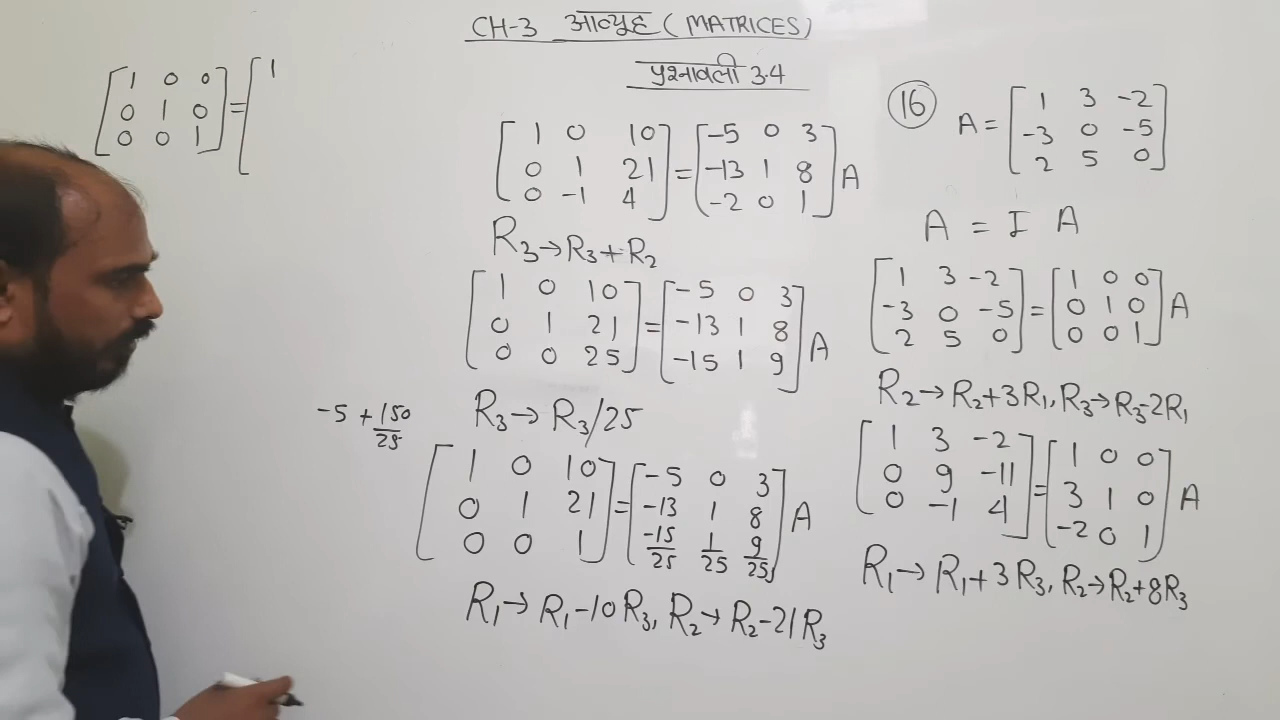 CH-3 आव्यूह (MATRICES)
प्रश्नावली 3.4
16 A = [ 1 3 -2
-3 0 -5
2 5 0 ]
A = I A
[ 1 3 -2
-3 0 -5
2 5 0 ] = [ 1 0 0
0 1 0
0 0 1 ] A
R2 → R2+3R1, R3 → R3-2R1
[ 1 3 -2
0 9 -11
0 -1 4 ] = [ 1 0 0
3 1 0
-2 0 1 ] A
R1 → R1+3R3, R2 → R2+8R3
[ 1 0 10
0 1 21
0 -1 4 ] = [ -5 0 3
-13 1 8
-2 0 1 ] A
R3 → R3+R2
[ 1 0 10
0 1 21
0 0 25 ] = [ -5 0 3
-13 1 8
-15 1 9 ] A
R3 → R3/25
[ 1 0 10
0 1 21
0 0 1 ] = [ -5 0 3
-13 1 8
-15/25 1/25 9/25 ] A
R1 → R1-10R3, R2 → R2-21R3
-5 + 150/25
[ 1 0 0
0 1 0
0 0 1 ] = [ 1